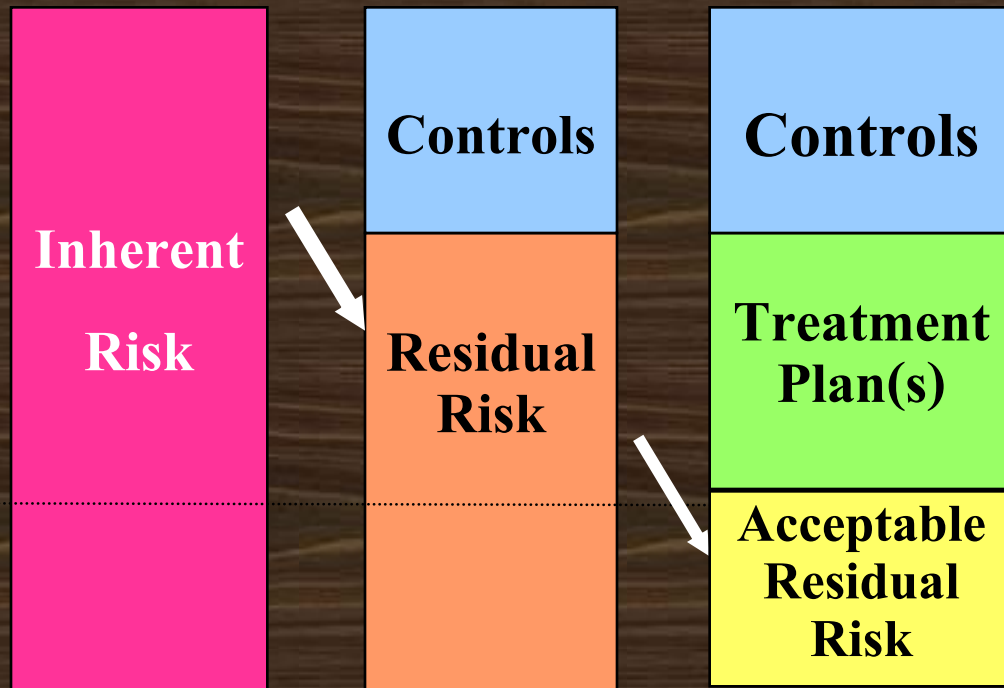 Inherent
Risk
Controls
Residual
Risk
Controls
Treatment
Plan(s)
Acceptable
Residual
Risk